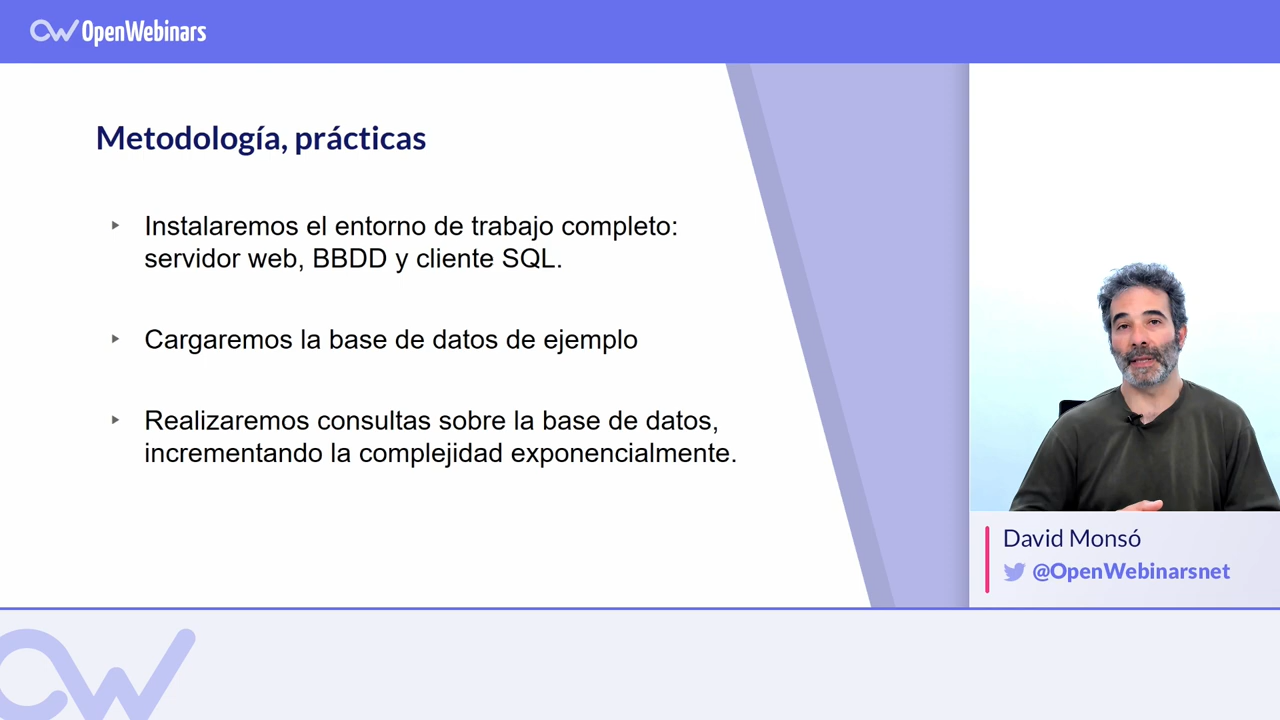 OpenWebinars
Metodología, prácticas
Instalaremos el entorno de trabajo completo:
servidor web, BBDD y cliente SQL.
Cargaremos la base de datos de ejemplo
Realizaremos consultas sobre la base de datos,
incrementando la complejidad exponencialmente.
David Monsó
@OpenWebinarsnet